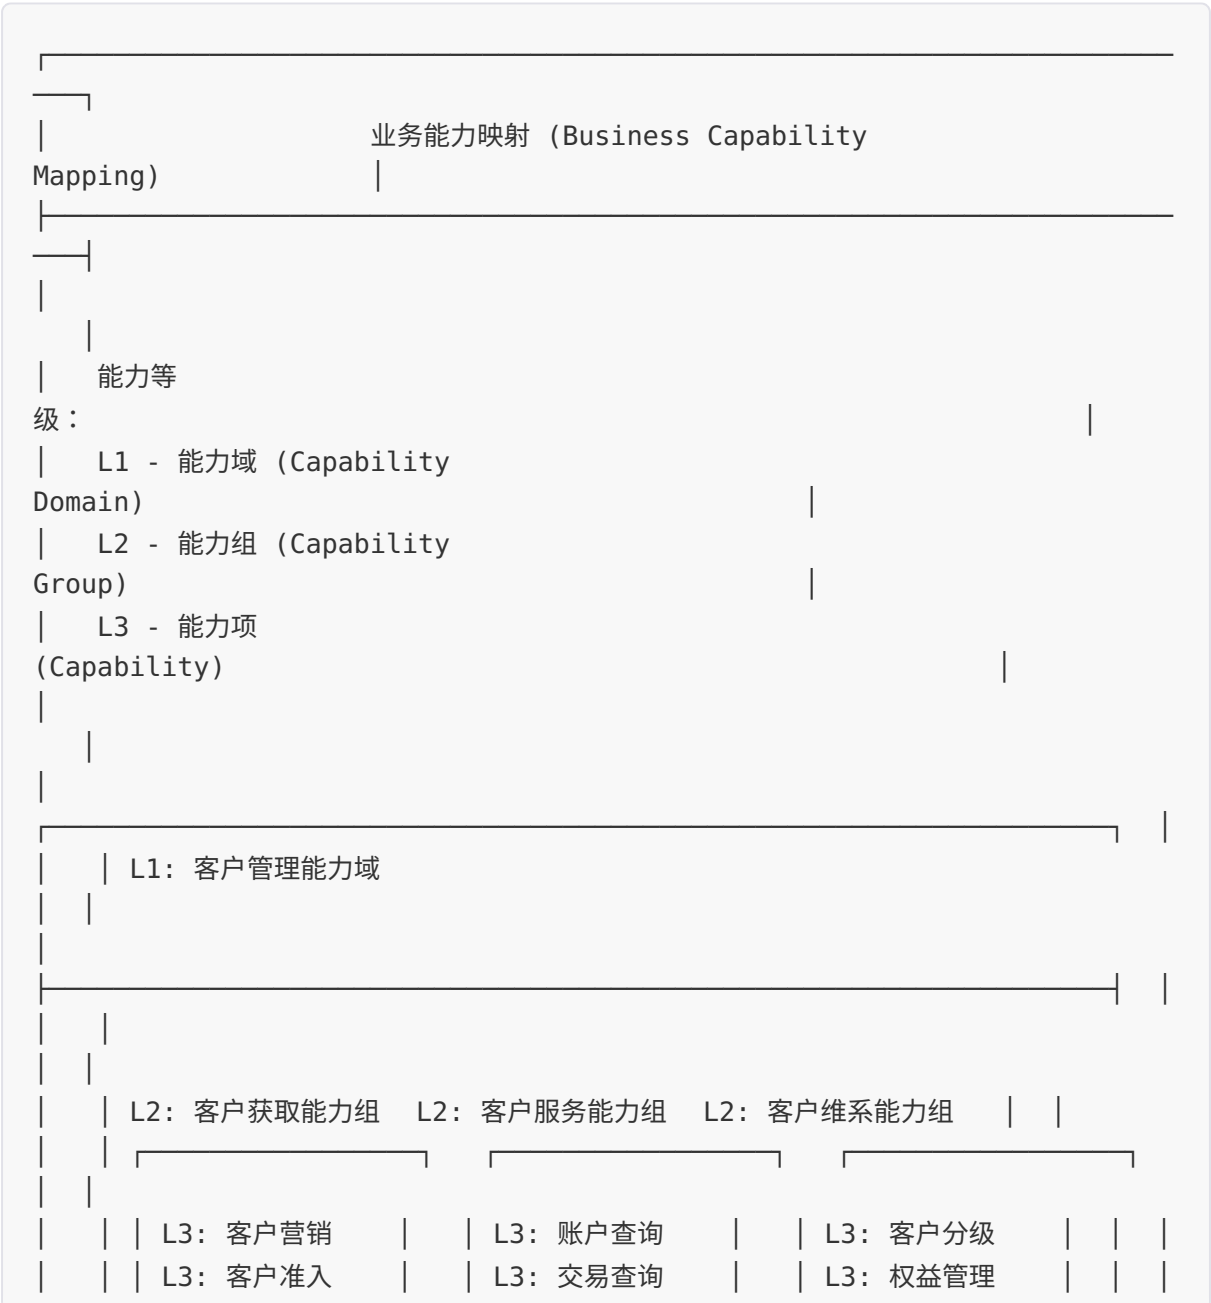 业务能力映射 (Business Capability
Mapping)
能力等
级：
L1 - 能力域 (Capability
Domain)
L2 - 能力组 (Capability
Group)
L3 - 能力项
(Capability)
L1: 客户管理能力域
L2: 客户获取能力组 L2: 客户服务能力组 L2: 客户维系能力组
L3: 客户营销 L3: 账户查询 L3: 客户分级
L3: 客户准入 L3: 交易查询 L3: 权益管理